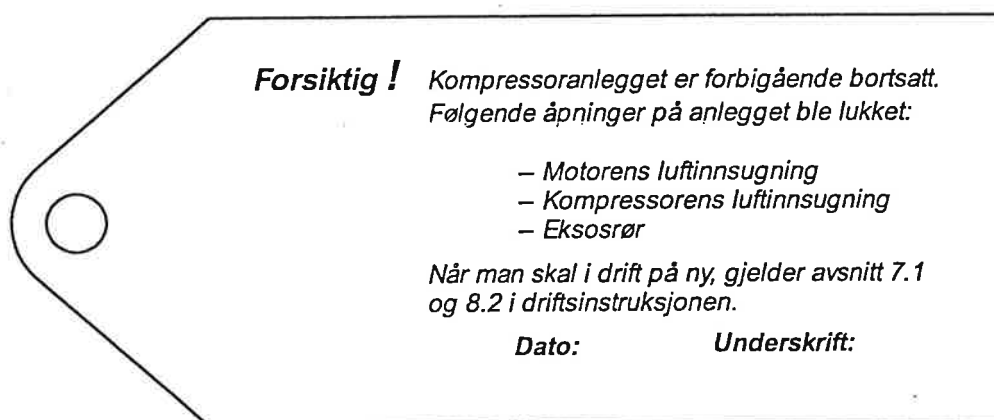 Forsiktig ! Kompressoranlegget er forbigående bortsatt.
Følgende åpninger på anlegget ble lukket:
– Motorens luftinnsugning
– Kompressorens luftinnsugning
– Eksosrør
Når man skal i drift på ny, gjelder avsnitt 7.1
og 8.2 i driftsinstruksjonen.
Dato: Underskrift: